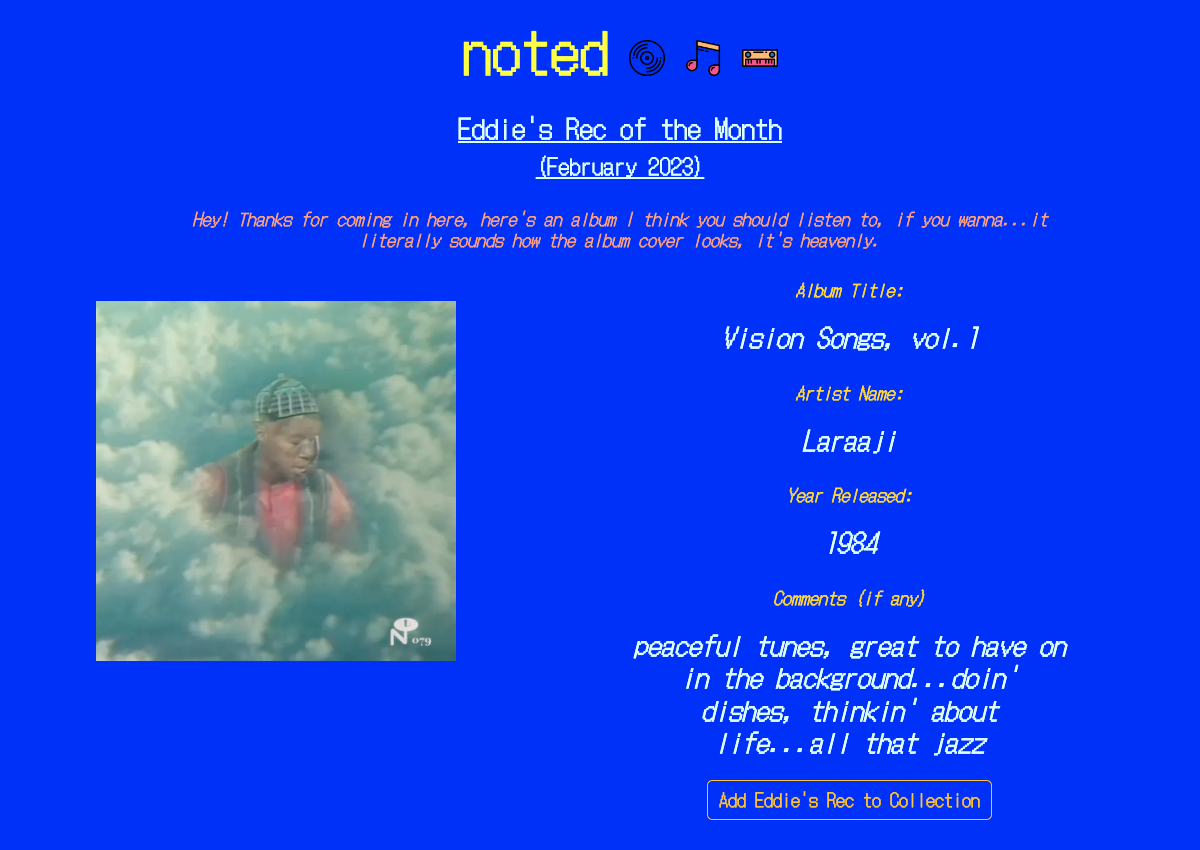 noted
Eddie's Rec of the Month
(February 2023)
Hey! Thanks for coming in here, here's an album I think you should listen to, if you wanna...it
literally sounds how the album cover looks, it's heavenly.
Album Title:
Vision Songs, vol.1
Artist Name:
Laraaji
Year Released:
1984
Comments (if any)
peaceful tunes, great to have on
in the background...doin'
dishes, thinkin' about
life...all that jazz
N 079
Add Eddie's Rec to Collection